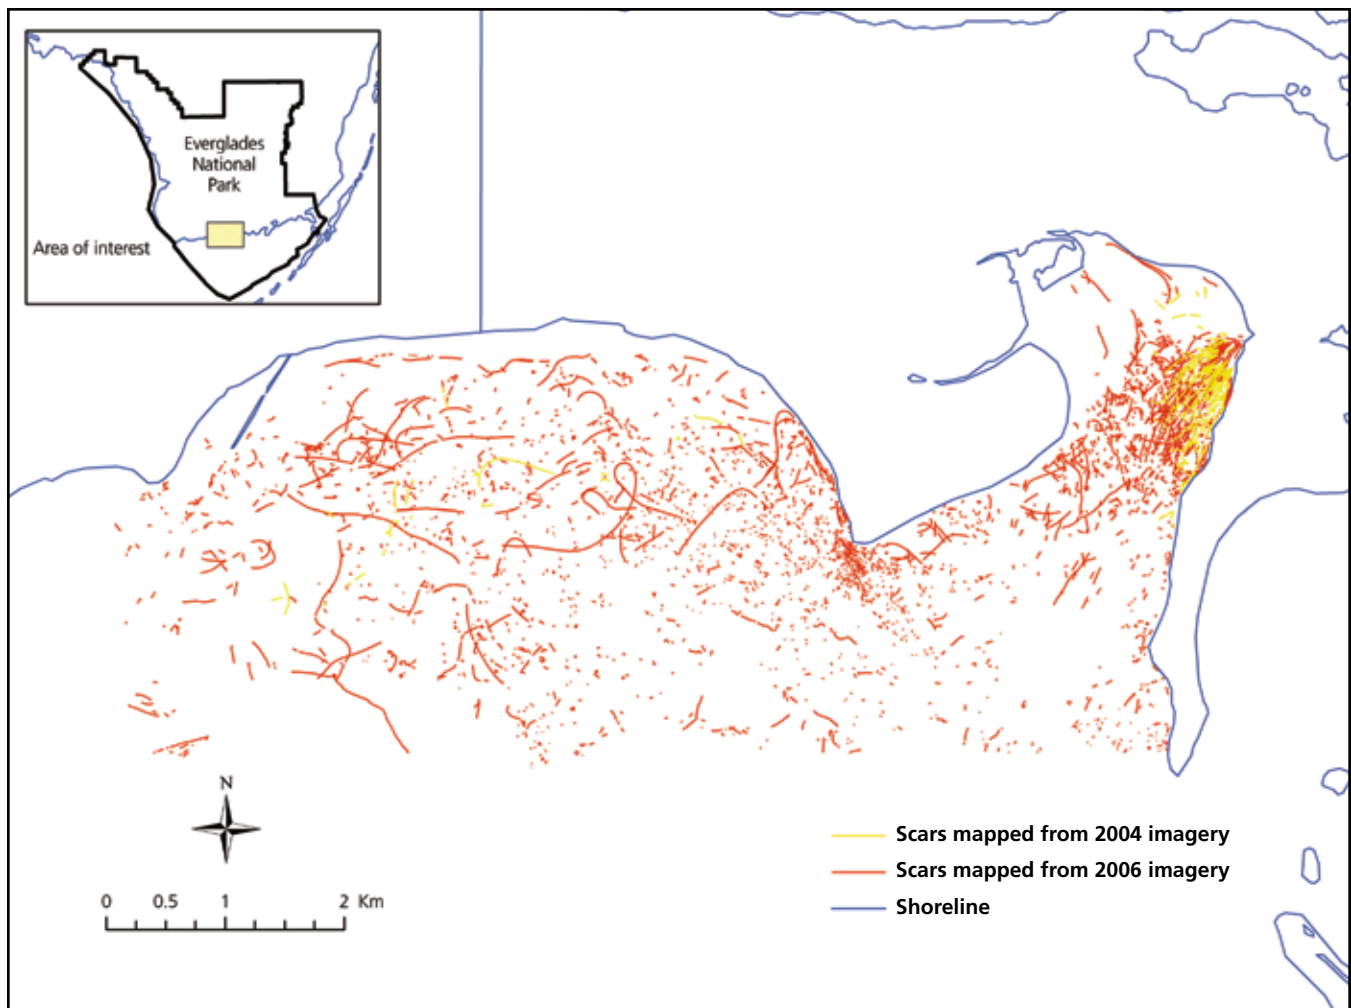 Everglades
National
Park
Area of interest
N
0 0.5 1 2 Km
Scars mapped from 2004 imagery
Scars mapped from 2006 imagery
Shoreline